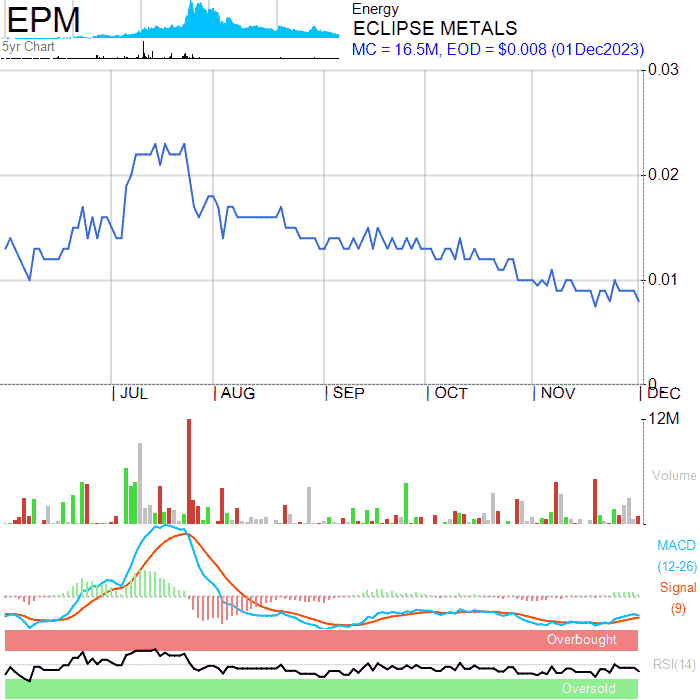 EPM
5yr Chart
Energy
ECLIPSE METALS
MC = 16.5M, EOD = $0.008 (01Dec2023)
0.03
0.02
0.01
0
JUL AUG SEP OCT NOV DEC
12M
Volume
MACD
(12-26)
Signal
(9)
Overbought
RSI(14)
Oversold